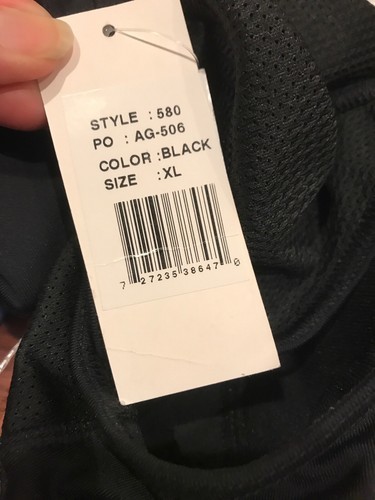 STYLE : 580
PO : AG-506
COLOR : BLACK
SIZE : XL
7 27235 38647 0